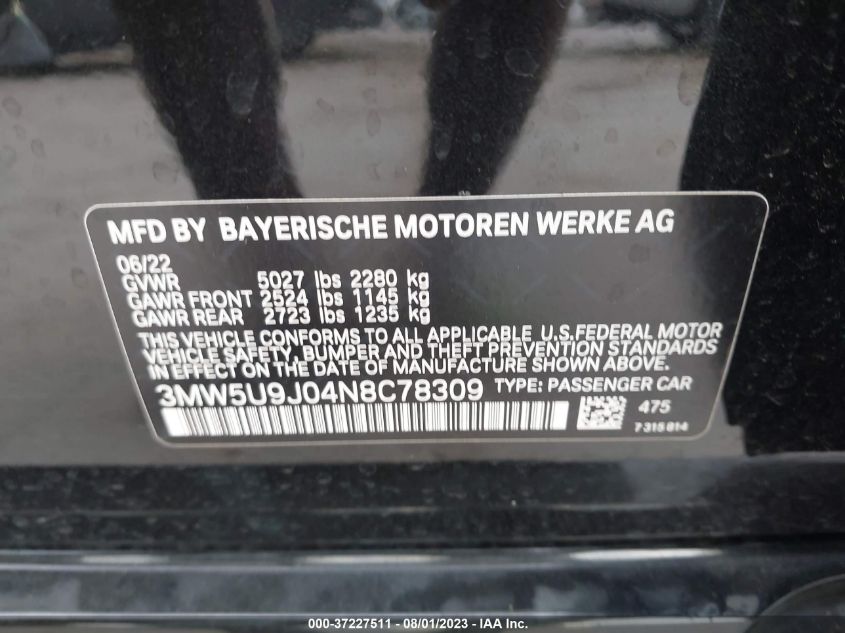 MFD BY BAYERISCHE MOTOREN WERKE AG
06/22
GVWR 5027 lbs 2280 kg
GAWR FRONT 2524 lbs 1145 kg
GAWR REAR 2723 lbs 1235 kg
THIS VEHICLE CONFORMS TO ALL APPLICABLE U.S.FEDERAL MOTOR
VEHICLE SAFETY, BUMPER AND THEFT PREVENTION STANDARDS
IN EFFECT ON THE DATE OF MANUFACTURE SHOWN ABOVE.
3MW5U9J04N8C78309 TYPE: PASSENGER CAR
475
7 315 814
000-37227511 - 08/01/2023 - IAA Inc.